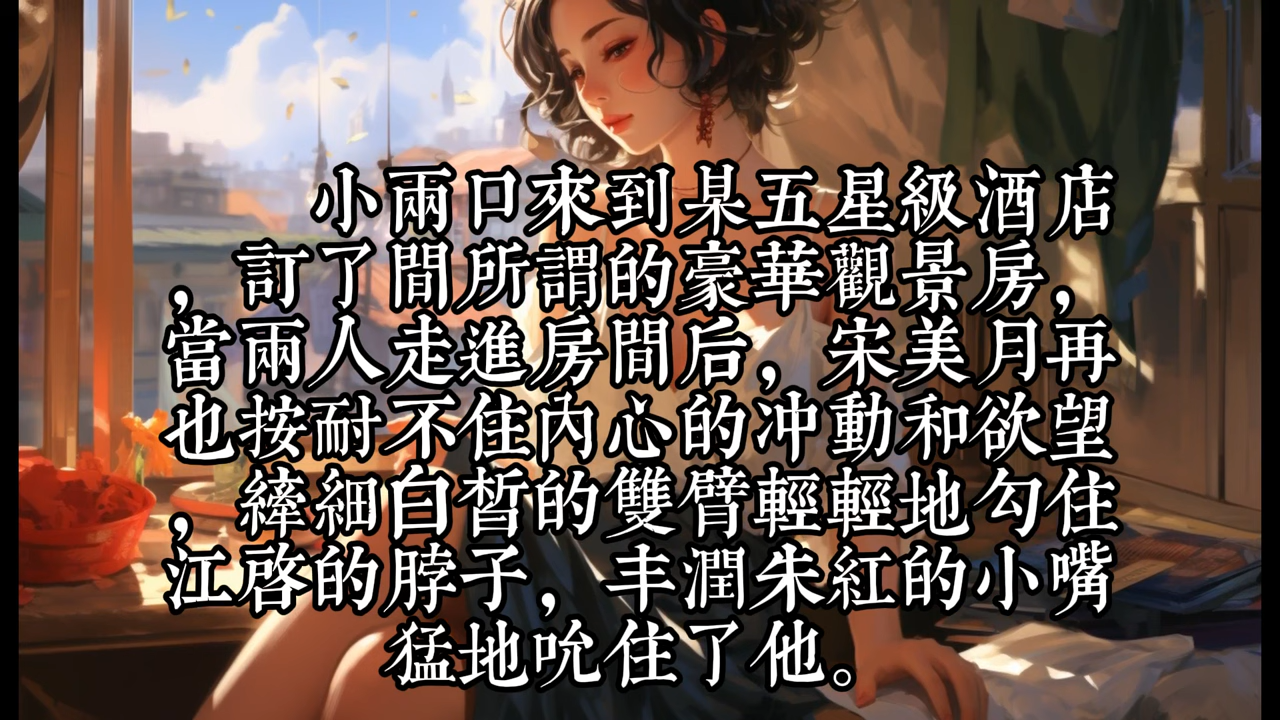 小兩口來到某五星級酒店
，訂了間所謂的豪華觀景房，
當兩人走進房間后，宋美月再
也按耐不住內心的冲動和欲望
，縴細白皙的雙臂輕輕地勾住
江啓的脖子，丰潤朱紅的小嘴
猛地吮住了他。